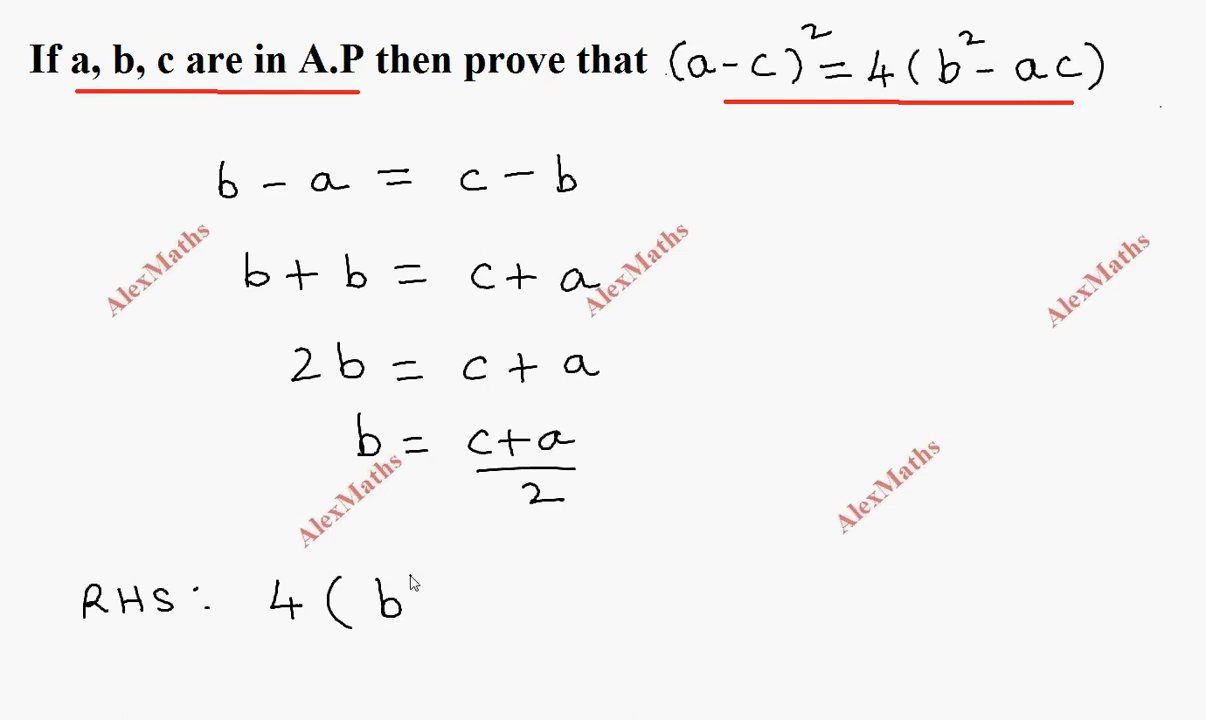 If a, b, c are in A.P then prove that (a-c)² = 4(b² - ac)
b - a = c - b
AlexMaths AlexMaths AlexMaths
b + b = c + a
2b = c + a
b = c+a
2
AlexMaths AlexMaths
RHS: 4 ( b